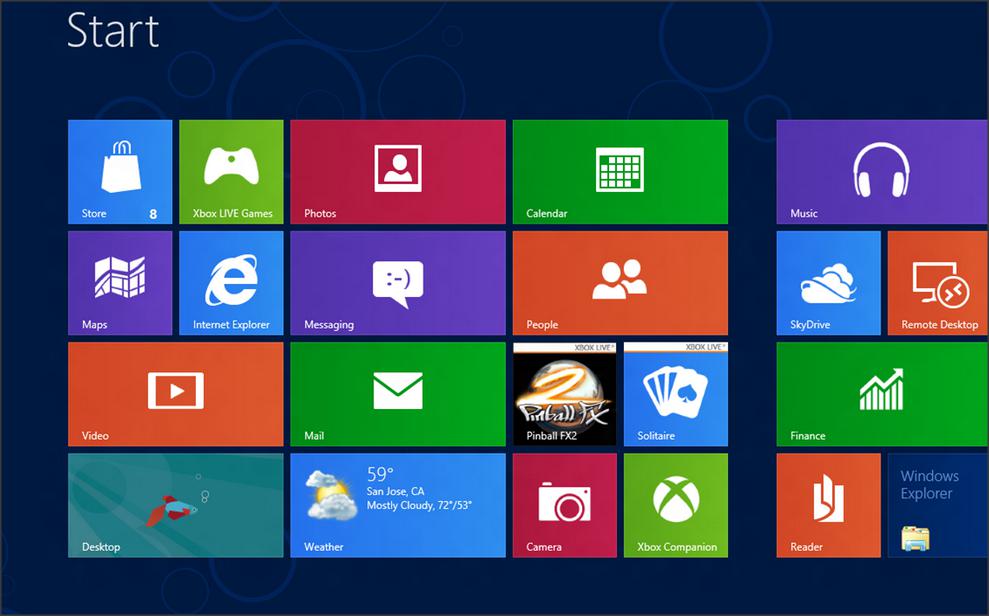 Start
Store 8
Xbox LIVE Games
Photos
Calendar
Music
Maps
Internet Explorer
:-)
Messaging
People
SkyDrive
Remote Desktop
Video
Mail
XBOX LIVE
2
Pinball FX
Pinball FX2
XBOX LIVE
Solitaire
Finance
Desktop
59°
San Jose, CA
Mostly Cloudy, 72°/53°
Weather
Camera
Xbox Companion
Reader
Windows
Explorer